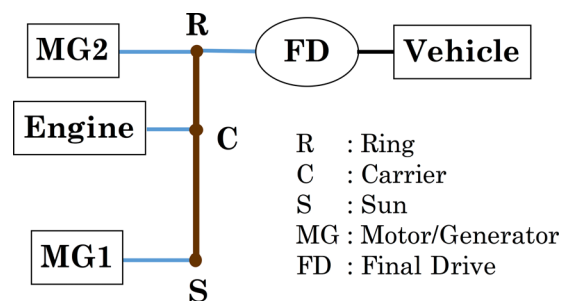 R
MG2
FD
Vehicle
Engine
C
MG1
S
R : Ring
C : Carrier
S : Sun
MG : Motor/Generator
FD : Final Drive